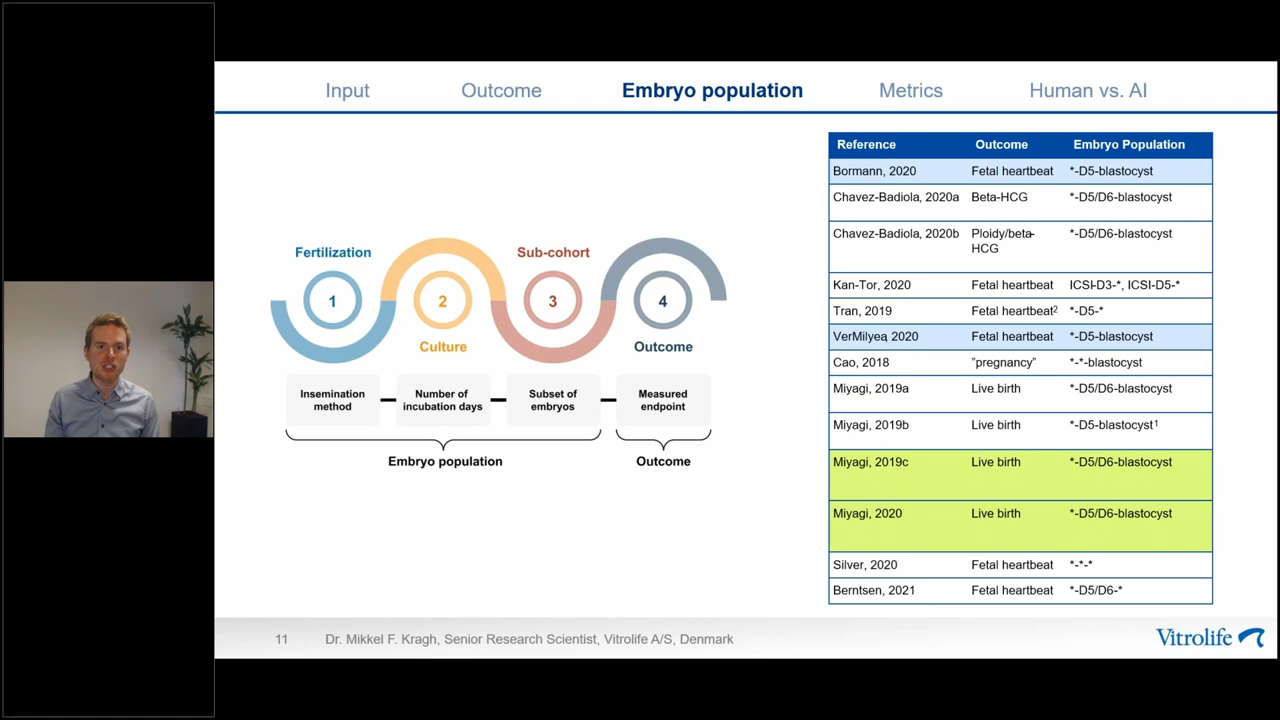 Input Outcome Embryo population Metrics Human vs. AI
Fertilization
Sub-cohort
1 2 3 4
Culture
Outcome
Insemination method
Number of incubation days
Subset of embryos
Measured endpoint
Embryo population
Outcome
Reference Outcome Embryo Population
Bormann, 2020 Fetal heartbeat *-D5-blastocyst
Chavez-Badiola, 2020a Beta-HCG *-D5/D6-blastocyst
Chavez-Badiola, 2020b Ploidy/beta-HCG *-D5/D6-blastocyst
Kan-Tor, 2020 Fetal heartbeat ICSI-D3-*, ICSI-D5-*
Tran, 2019 Fetal heartbeat² *-D5-*
VerMilyea, 2020 Fetal heartbeat *-D5-blastocyst
Cao, 2018 ”pregnancy” *-*-blastocyst
Miyagi, 2019a Live birth *-D5/D6-blastocyst
Miyagi, 2019b Live birth *-D5-blastocyst¹
Miyagi, 2019c Live birth *-D5/D6-blastocyst
Miyagi, 2020 Live birth *-D5/D6-blastocyst
Silver, 2020 Fetal heartbeat *-*-*
Berntsen, 2021 Fetal heartbeat *-D5/D6-*
11 Dr. Mikkel F. Kragh, Senior Research Scientist, Vitrolife A/S, Denmark
Vitrolife